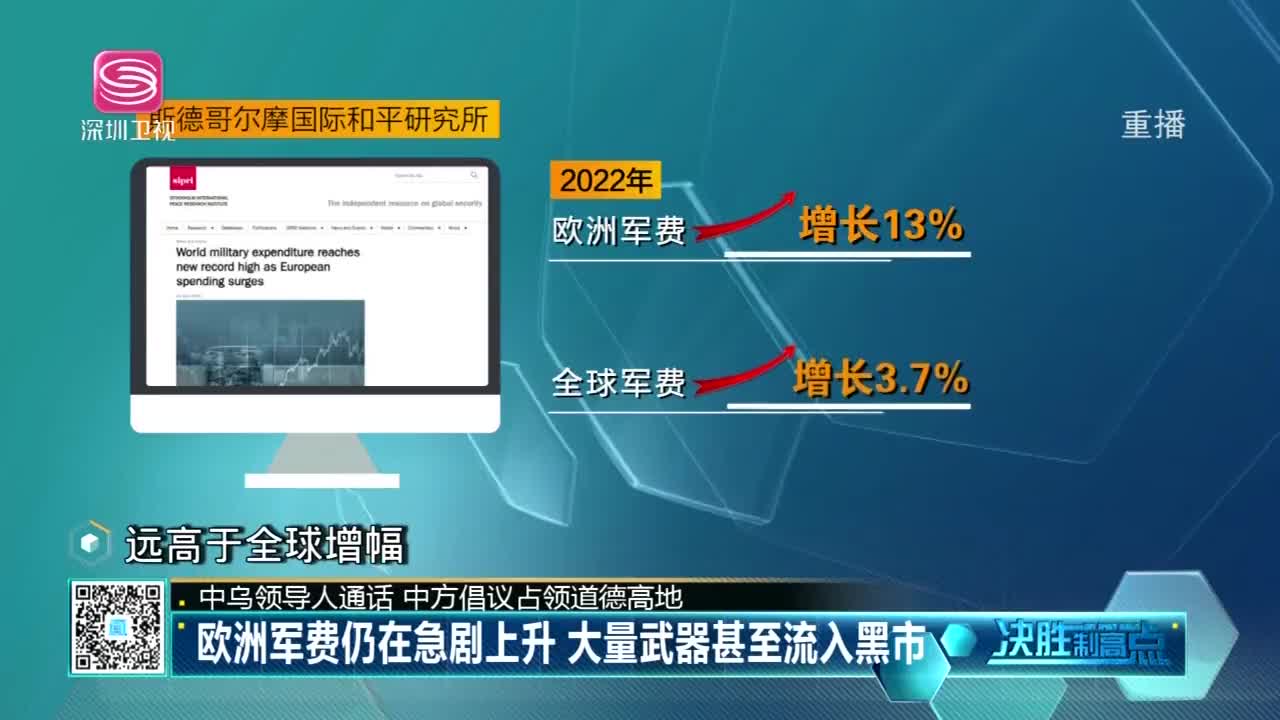 深圳卫视
斯德哥尔摩国际和平研究所
重播
sipri
STOCKHOLM INTERNATIONAL
PEACE RESEARCH INSTITUTE
The independent resource on global security
World military expenditure reaches
new record high as European
spending surges
2022年
欧洲军费 增长13%
全球军费 增长3.7%
远高于全球增幅
中乌领导人通话 中方倡议占领道德高地
欧洲军费仍在急剧上升 大量武器甚至流入黑市
决胜制高点